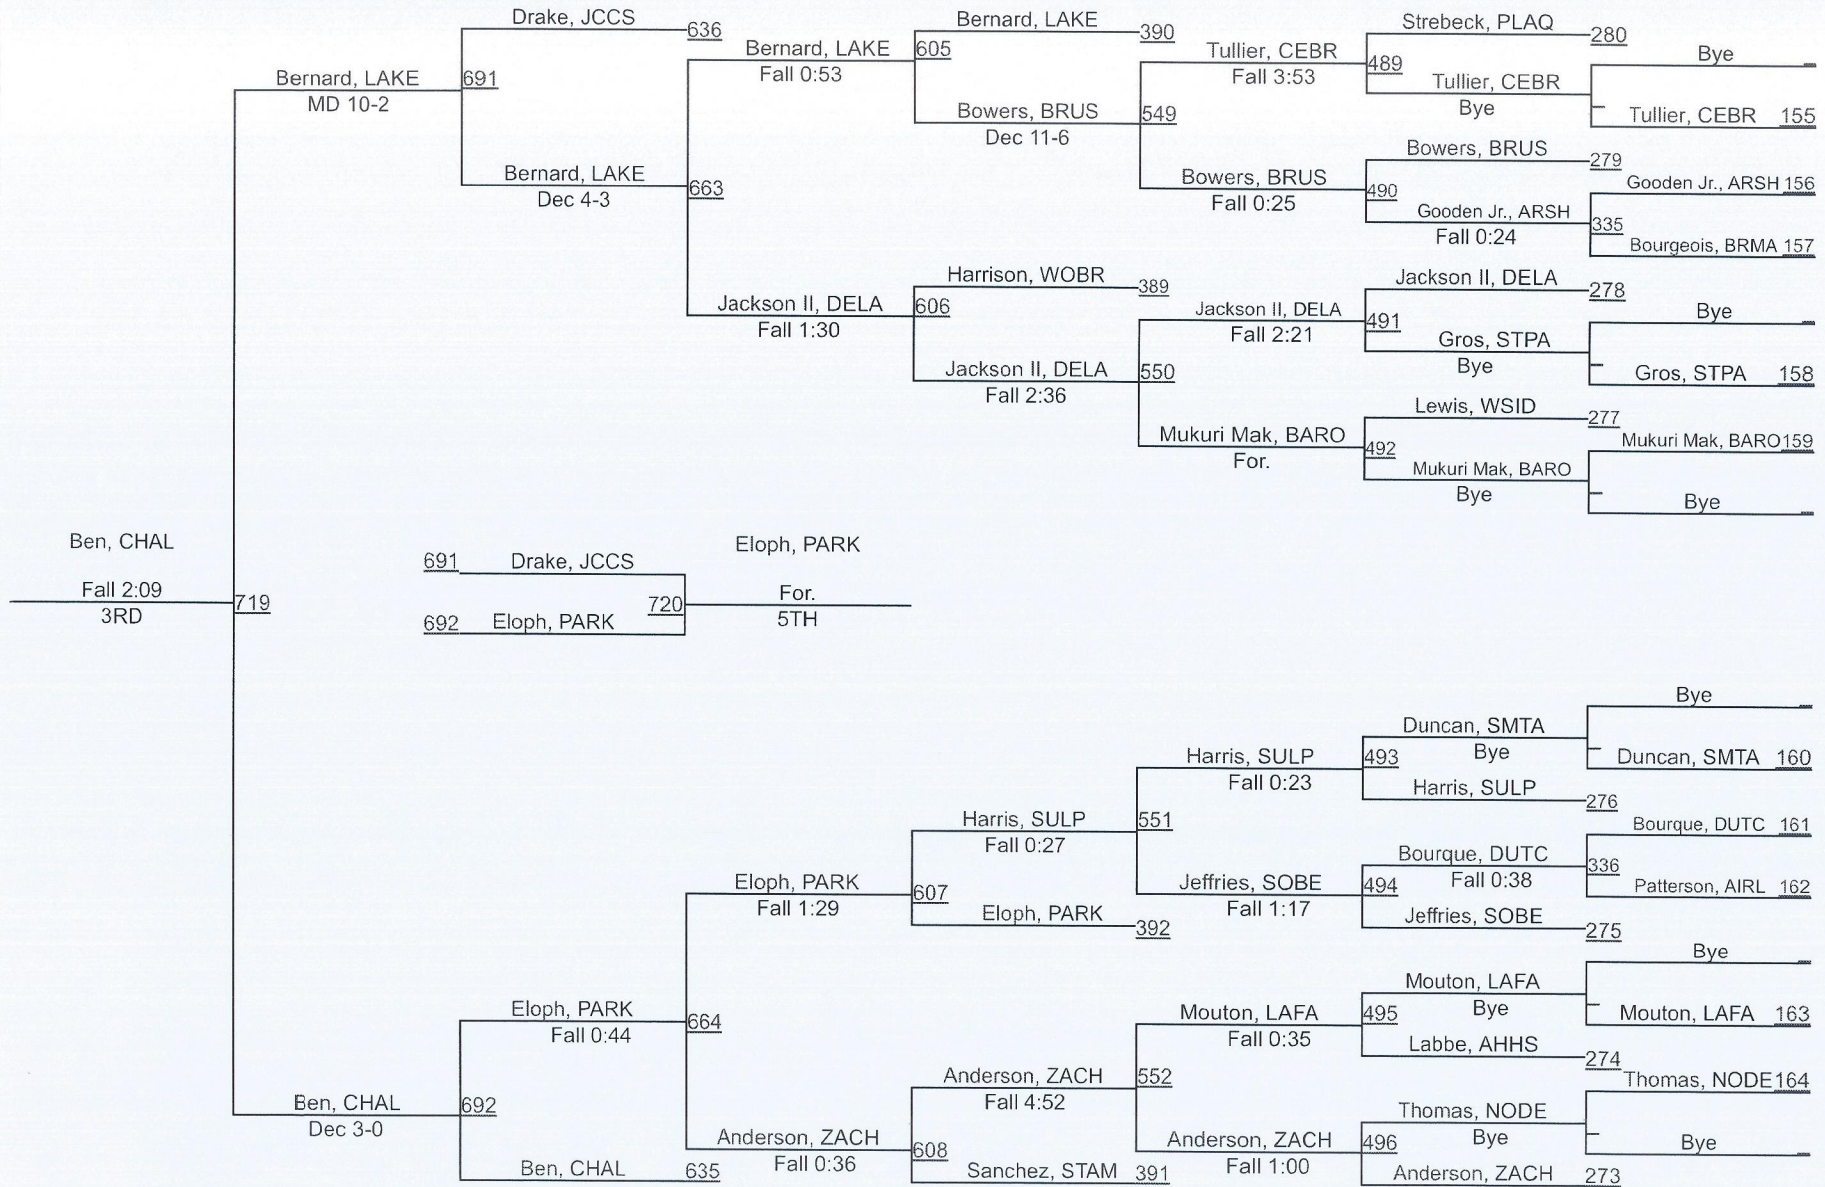 Drake, JCCS
636
Bernard, LAKE
390
Strebeck, PLAQ
280
Bye
Bernard, LAKE
Fall 0:53
605
Tullier, CEBR
Fall 3:53
489
Tullier, CEBR
Bye
Tullier, CEBR 155
Bernard, LAKE
MD 10-2
691
Bowers, BRUS
Dec 11-6
549
Bowers, BRUS
279
Bernard, LAKE
Dec 4-3
663
Bowers, BRUS
Fall 0:25
490
Gooden Jr., ARSH 156
Gooden Jr., ARSH
Fall 0:24
335
Bourgeois, BRMA 157
Harrison, WOBR
389
Jackson II, DELA
278
Bye
Jackson II, DELA
Fall 1:30
606
Jackson II, DELA
Fall 2:21
491
Gros, STPA
Bye
Gros, STPA 158
Jackson II, DELA
Fall 2:36
550
Lewis, WSID
277
Mukuri Mak, BARO
For.
492
Mukuri Mak, BARO 159
Mukuri Mak, BARO
Bye
Bye
Ben, CHAL
Fall 2:09
3RD
719
691
Drake, JCCS
692
Eloph, PARK
720
Eloph, PARK
For.
5TH
Bye
Duncan, SMTA
Bye
Duncan, SMTA 160
Harris, SULP
Fall 0:23
493
Harris, SULP
276
Harris, SULP
Fall 0:27
551
Bourque, DUTC 161
Bourque, DUTC
Fall 0:38
336
Patterson, AIRL 162
Eloph, PARK
Fall 1:29
607
Jeffries, SOBE
Fall 1:17
494
Jeffries, SOBE
275
Eloph, PARK
392
Bye
Mouton, LAFA
Bye
Mouton, LAFA 163
Eloph, PARK
Fall 0:44
664
Mouton, LAFA
Fall 0:35
495
Labbe, AHHS
274
Anderson, ZACH
Fall 4:52
552
Thomas, NODE 164
Ben, CHAL
Dec 3-0
692
Thomas, NODE
Bye
Bye
Anderson, ZACH
Fall 0:36
608
Anderson, ZACH
Fall 1:00
496
Ben, CHAL
635
Sanchez, STAM
391
Anderson, ZACH
273